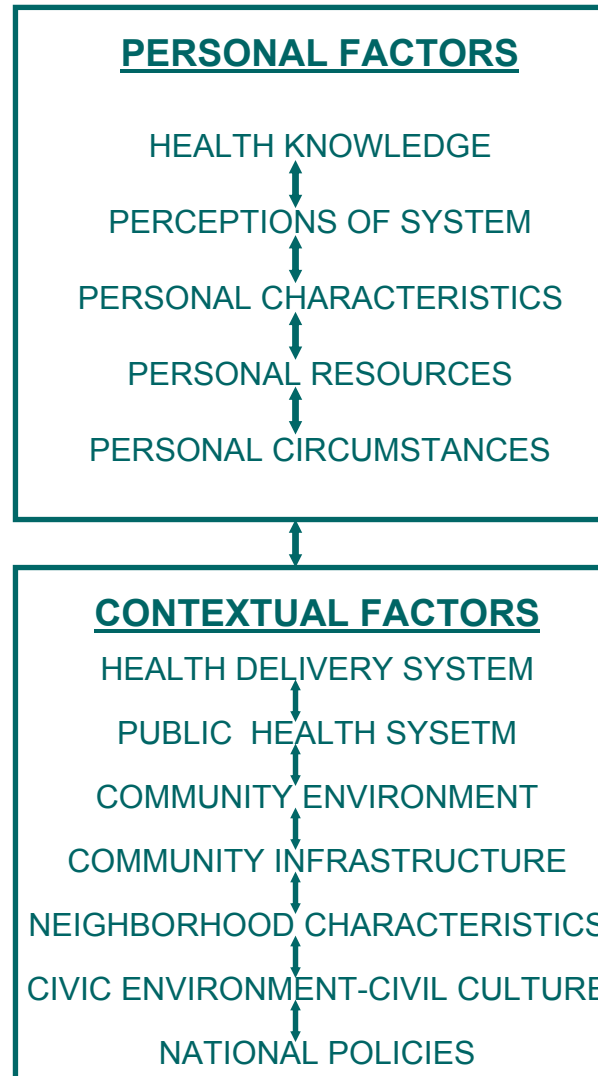 PERSONAL FACTORS
HEALTH KNOWLEDGE
PERCEPTIONS OF SYSTEM
PERSONAL CHARACTERISTICS
PERSONAL RESOURCES
PERSONAL CIRCUMSTANCES
CONTEXTUAL FACTORS
HEALTH DELIVERY SYSTEM
PUBLIC HEALTH SYSETM
COMMUNITY ENVIRONMENT
COMMUNITY INFRASTRUCTURE
NEIGHBORHOOD CHARACTERISTICS
CIVIC ENVIRONMENT-CIVIL CULTURE
NATIONAL POLICIES